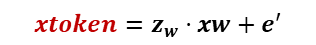 xtoken = z_w · xw + e′